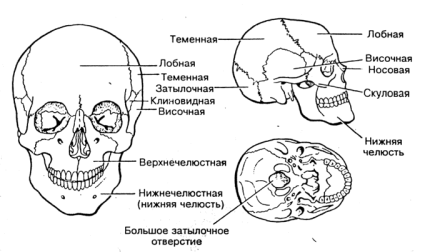 Лобная
Теменная
Затылочная
Клиновидная
Височная
Верхнечелюстная
Нижнечелюстная
(нижняя челюсть)
Большое затылочное
отверстие
Теменная
Лобная
Височная
Носовая
Скуловая
Затылочная
Нижняя
челюсть